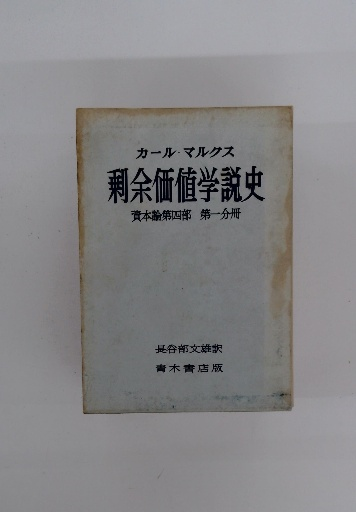 カール・マルクス
剰余価値学説史
資本論第四部 第一分冊
長谷部文雄訳
青木書店版